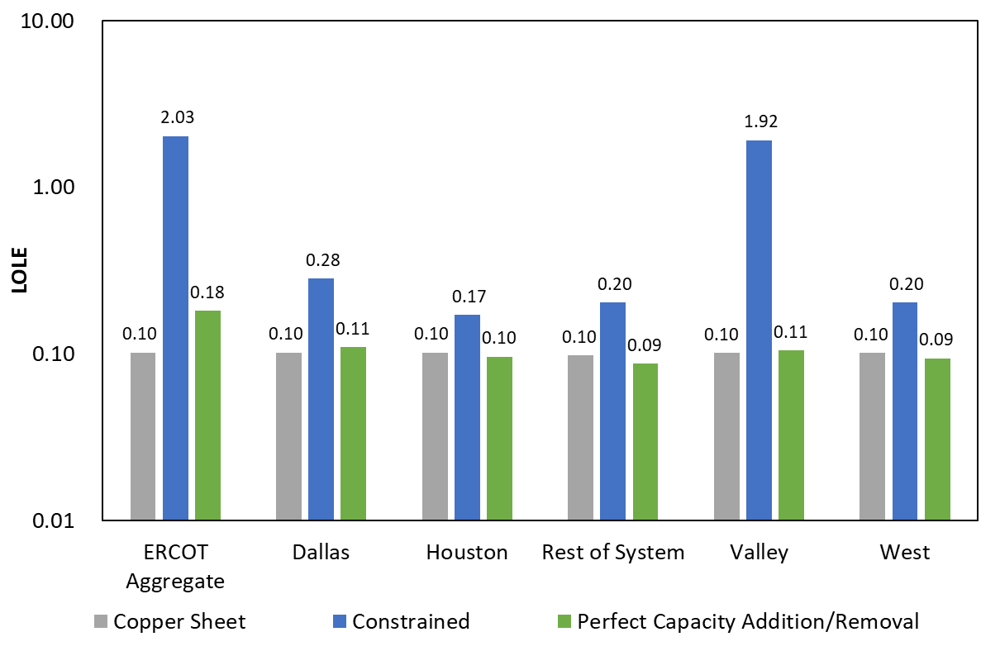 10.00
2.03
1.92
1.00
LOLE
0.28
0.18
0.17
0.20
0.20
0.10
0.10
0.11
0.10
0.10
0.10
0.09
0.10
0.11
0.10
0.09
0.10
0.01
ERCOT
Aggregate
Dallas
Houston
Rest of System
Valley
West
Copper Sheet
Constrained
Perfect Capacity Addition/Removal